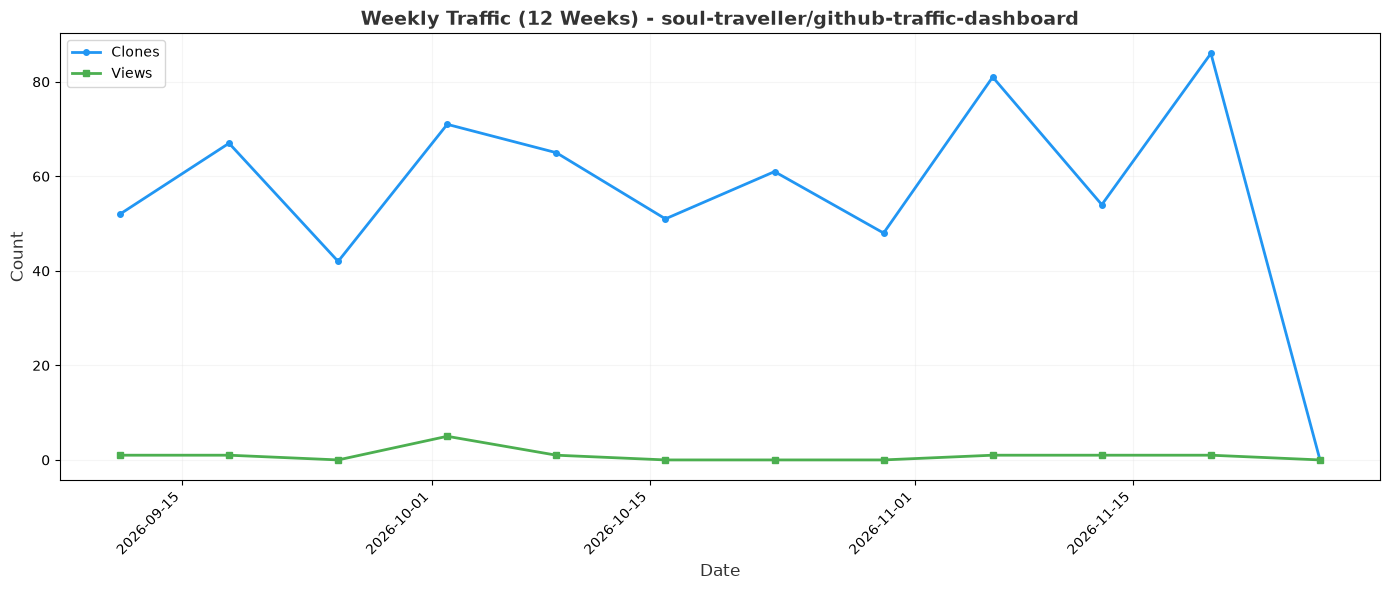 Weekly Traffic (12 Weeks) - soul-traveller/github-traffic-dashboard
Clones
Views
Count
80
60
40
20
0
2026-09-15
2026-10-01
2026-10-15
2026-11-01
2026-11-15
Date